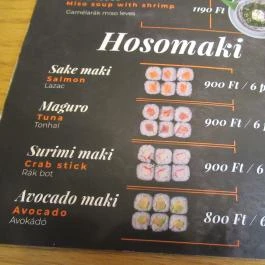 Miso soup with shrimp
Garnélarák miso leves
1190 Ft
Hosomaki
Sake maki
Salmon
Lazac
900 Ft / 6
Maguro
Tuna
Tonhal
900 Ft / 6
Surimi maki
Crab stick
Rák bot
900 Ft / 6
Avocado maki
Avocado
Avokádó
800 Ft / 6